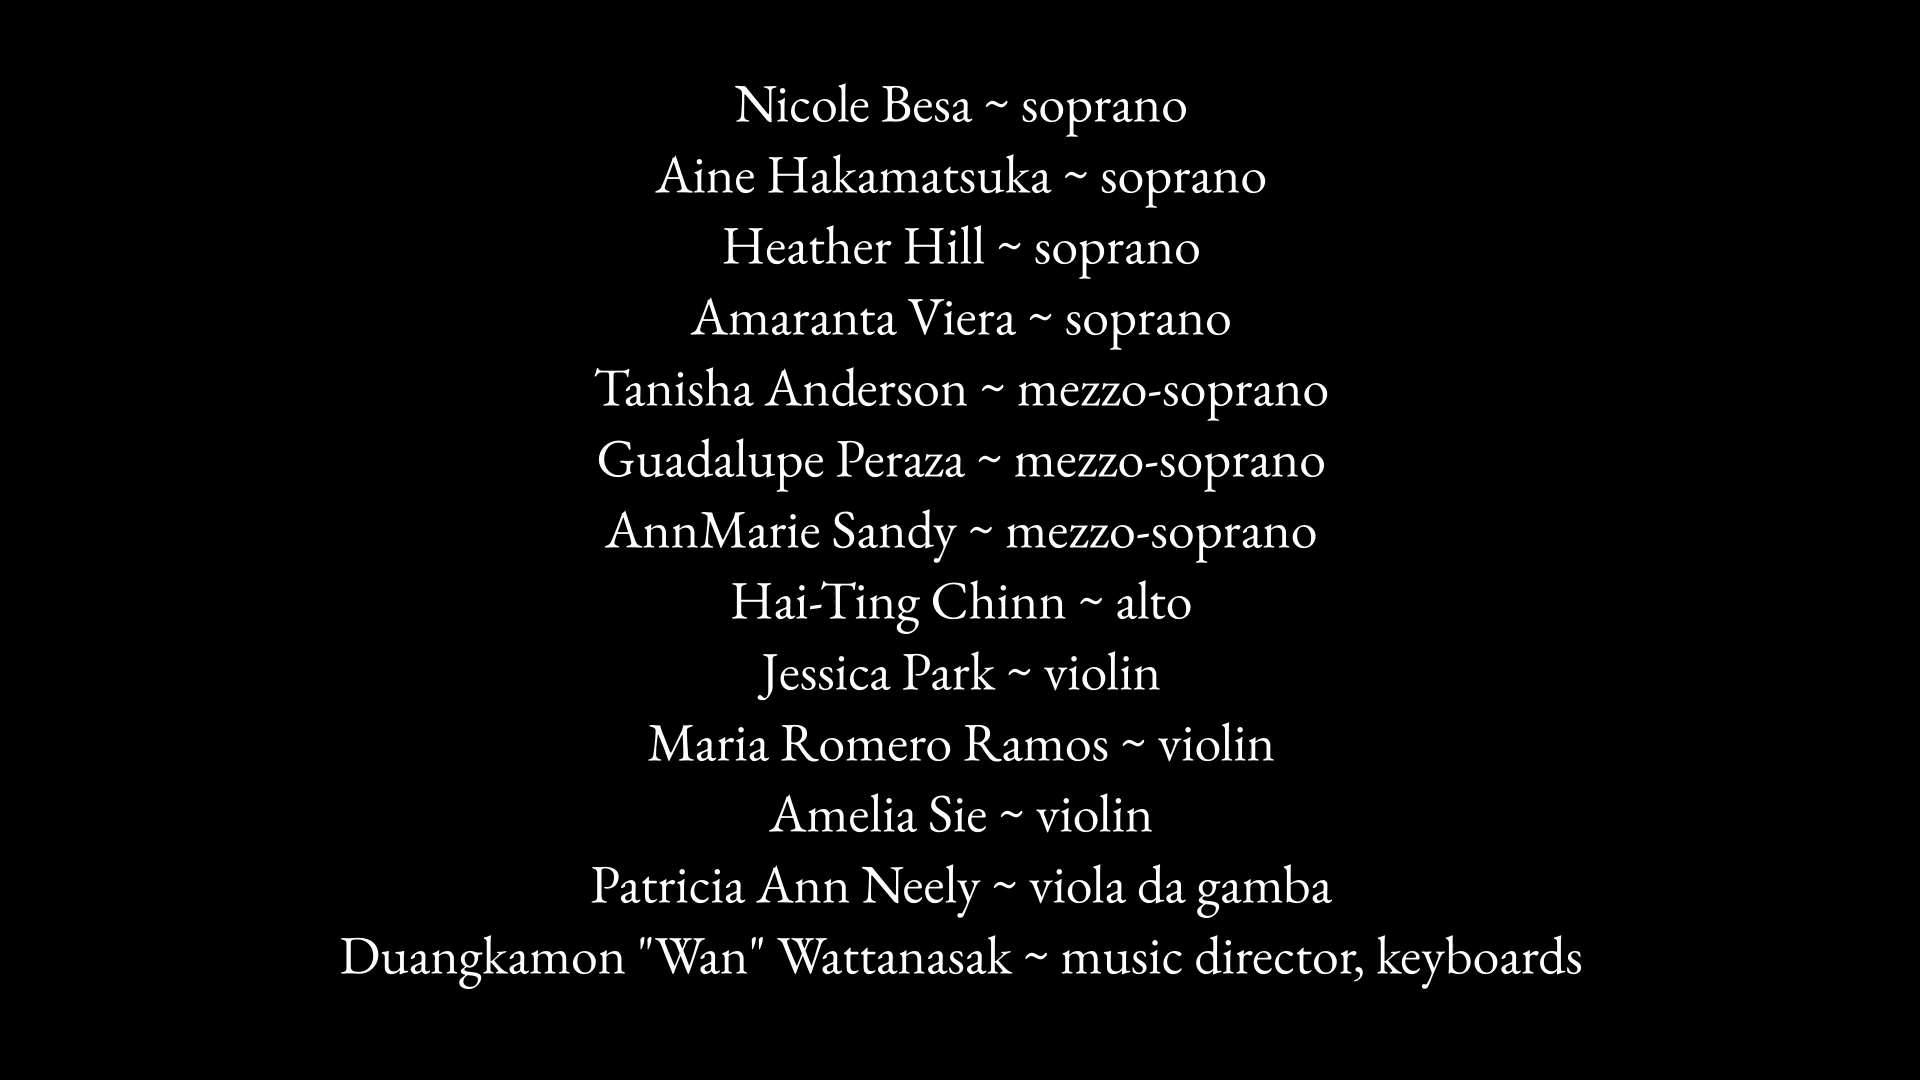 Nicole Besa ~ soprano
Aine Hakamatsuka ~ soprano
Heather Hill ~ soprano
Amaranta Viera ~ soprano
Tanisha Anderson ~ mezzo-soprano
Guadalupe Peraza ~ mezzo-soprano
AnnMarie Sandy ~ mezzo-soprano
Hai-Ting Chinn ~ alto
Jessica Park ~ violin
Maria Romero Ramos ~ violin
Amelia Sie ~ violin
Patricia Ann Neely ~ viola da gamba
Duangkamon "Wan" Wattanasak ~ music director, keyboards